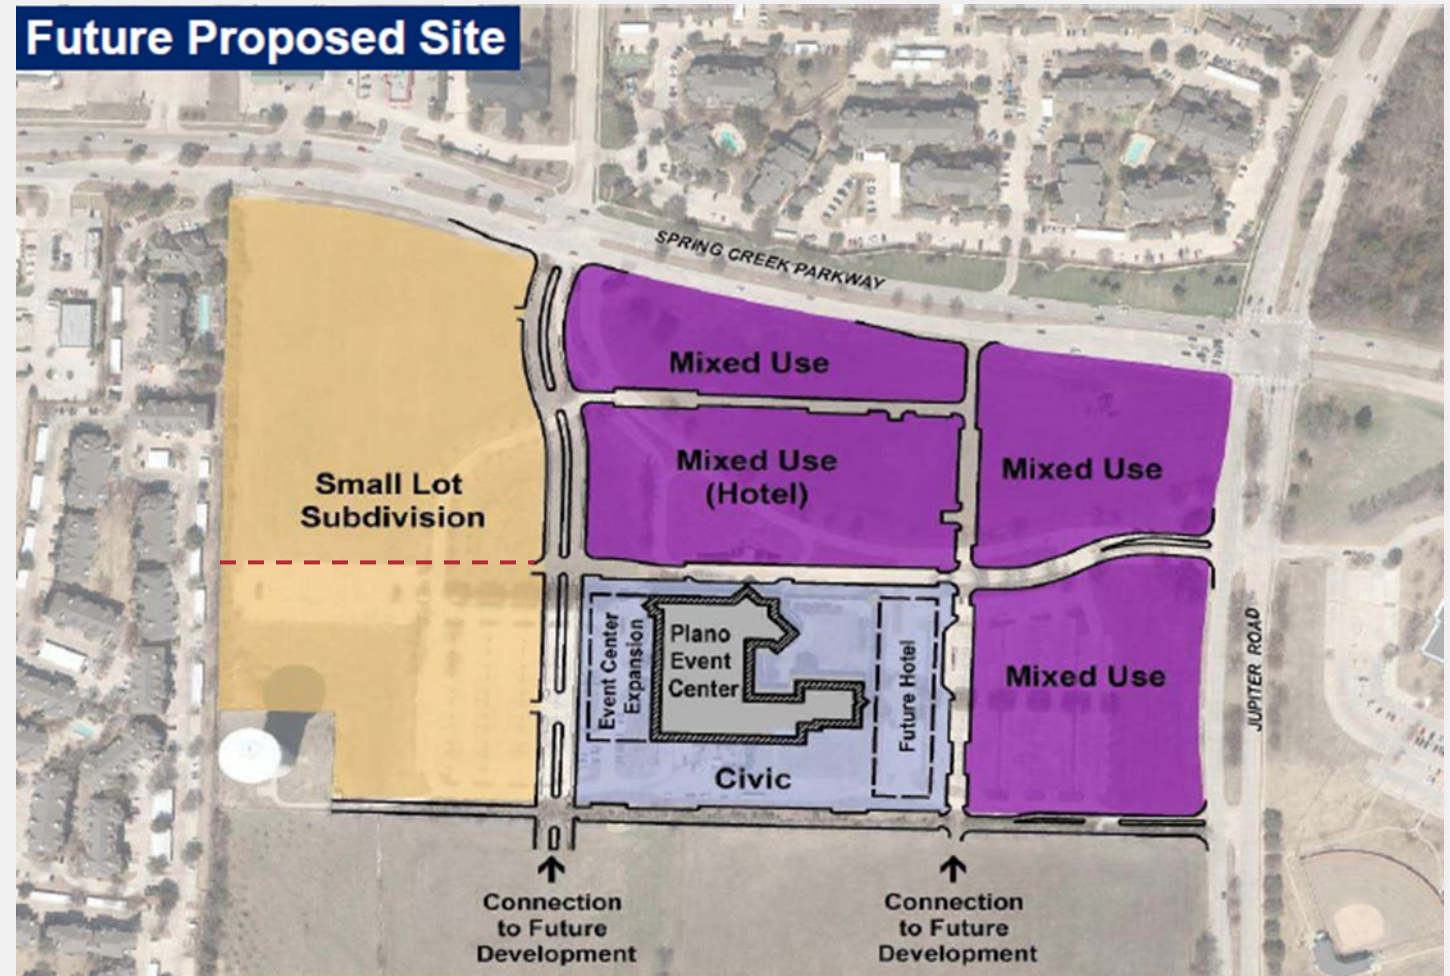 Future Proposed Site
SPRING CREEK PARKWAY
Mixed Use
Mixed Use
(Hotel)
Mixed Use
Small Lot
Subdivision
Event Center
Expansion
Plano
Event
Center
Future Hotel
Civic
Mixed Use
JUPITER ROAD
Connection
to Future
Development
Connection
to Future
Development